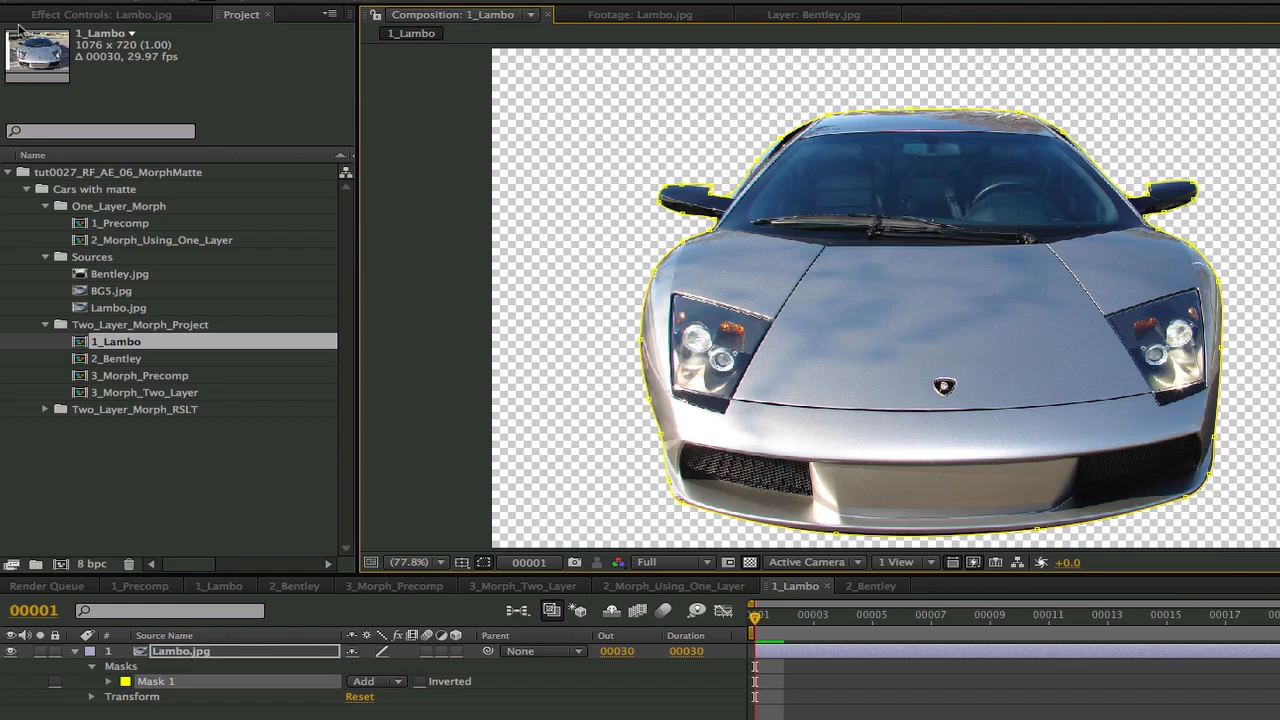 Effect Controls: Lambo.jpg Project × Composition: 1_Lambo Footage: Lambo.jpg Layer: Bentley.jpg
1_Lambo
1_Lambo
1076 x 720 (1.00)
Δ 00030, 29.97 fps
Name
tut0027_RF_AE_06_MorphMatte
Cars with matte
One_Layer_Morph
1_Precomp
2_Morph_Using_One_Layer
Sources
Bentley.jpg
BG5.jpg
Lambo.jpg
Two_Layer_Morph_Project
1_Lambo
2_Bentley
3_Morph_Precomp
3_Morph_Two_Layer
Two_Layer_Morph_RSLT
8 bpc (77.8%) 00001 Full Active Camera 1 View +0.0
Render Queue 1_Precomp 1_Lambo 2_Bentley 3_Morph_Precomp 3_Morph_Two_Layer 2_Morph_Using_One_Layer 1_Lambo × 2_Bentley
00001 00003 00005 00007 00009 00011 00013 00015 00017
# Source Name fx Parent Out Duration
1 Lambo.jpg None 00030 00030
Masks
Mask 1 Add Inverted
Transform Reset